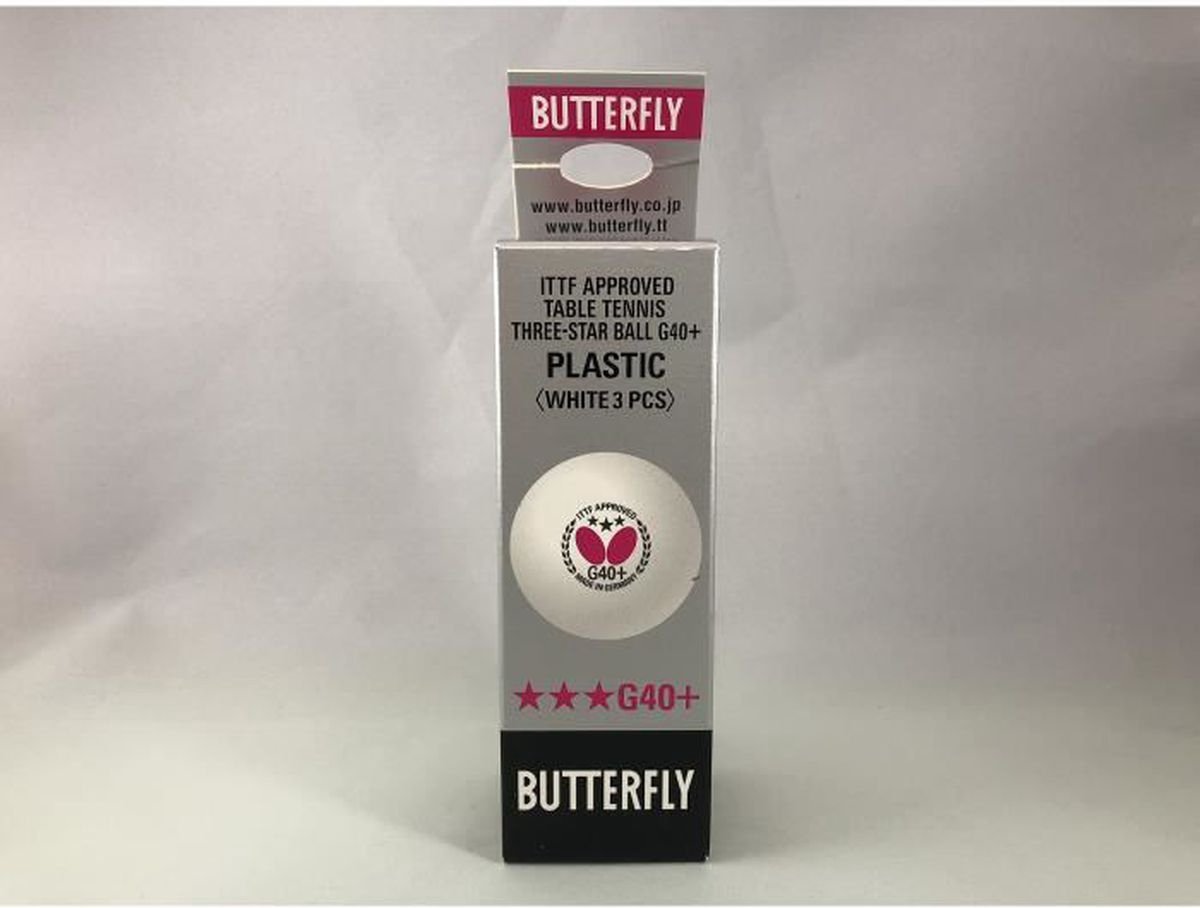 BUTTERFLY
www.butterfly.co.jp
www.butterfly.tt
ITTF APPROVED
TABLE TENNIS
THREE-STAR BALL G40+
PLASTIC
〈WHITE 3 PCS〉
ITTF APPROVED
★★★
G40+
MADE IN GERMANY
★★★G40+
BUTTERFLY